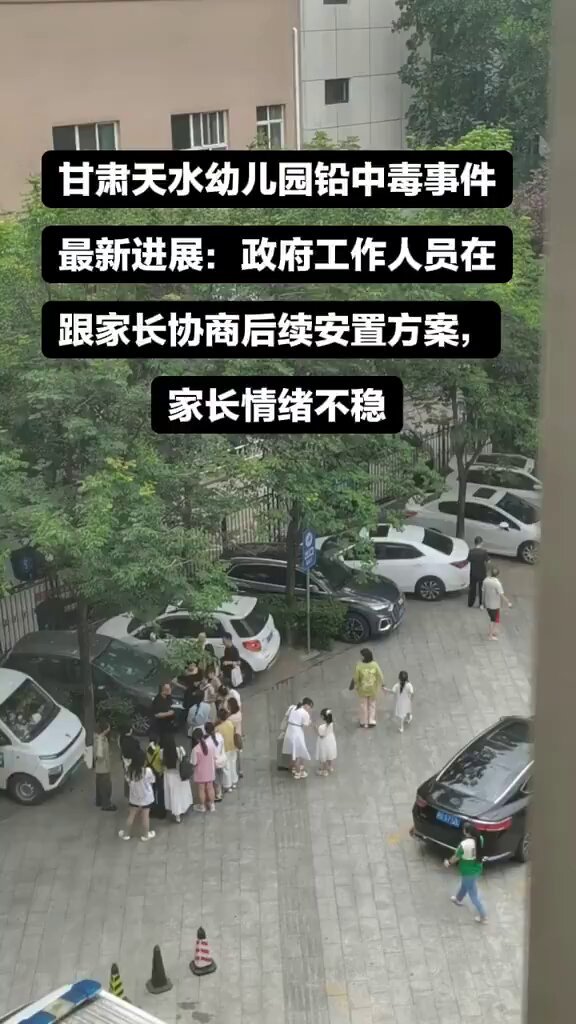 甘肃天水幼儿园铅中毒事件
最新进展：政府工作人员在
跟家长协商后续安置方案，
家长情绪不稳